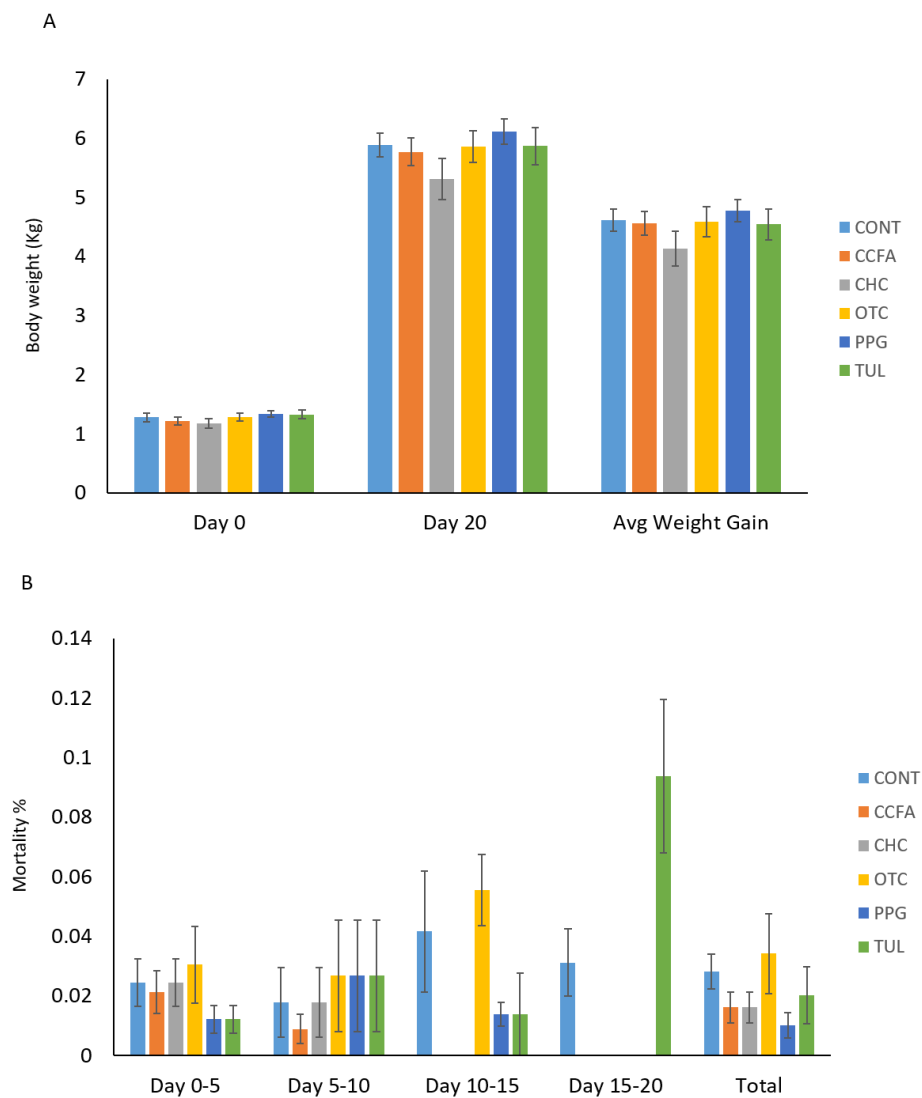 A
7
6
5
4
3
2
1
0
Body weight (Kg)
Day 0 Day 20 Avg Weight Gain
CONT
CCFA
CHC
OTC
PPG
TUL
B
0.14
0.12
0.1
0.08
0.06
0.04
0.02
0
Mortality %
Day 0-5 Day 5-10 Day 10-15 Day 15-20 Total
CONT
CCFA
CHC
OTC
PPG
TUL